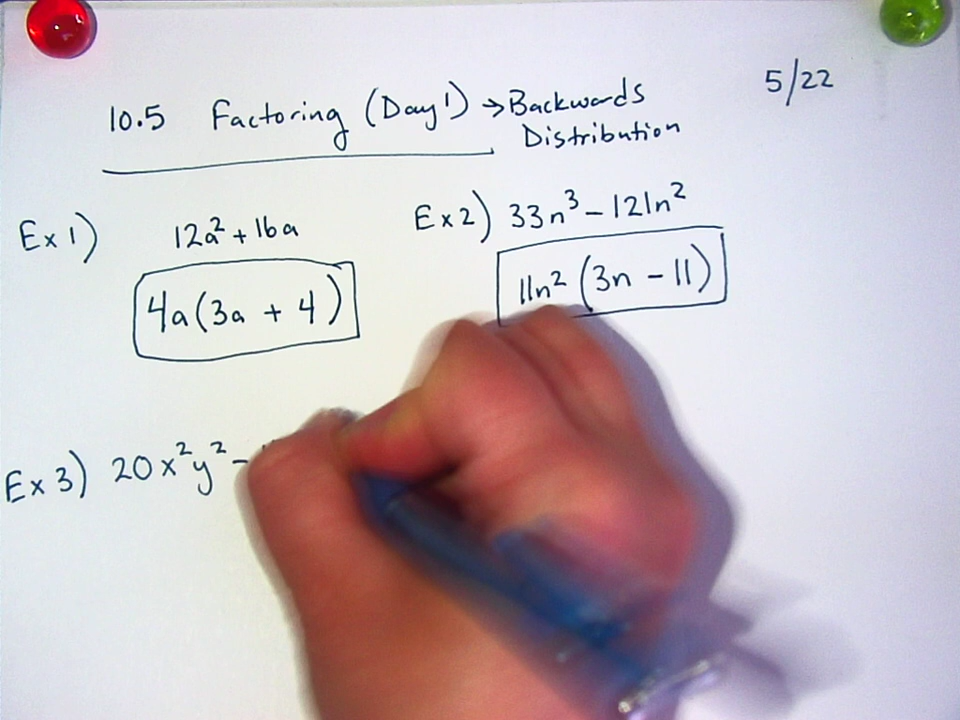 10.5 Factoring (Day 1) → Backwards
Distribution
5/22
Ex 1) 12a² + 16a
4a(3a + 4)
Ex 2) 33n³ - 121n²
11n² (3n - 11)
Ex 3) 20x²y² -